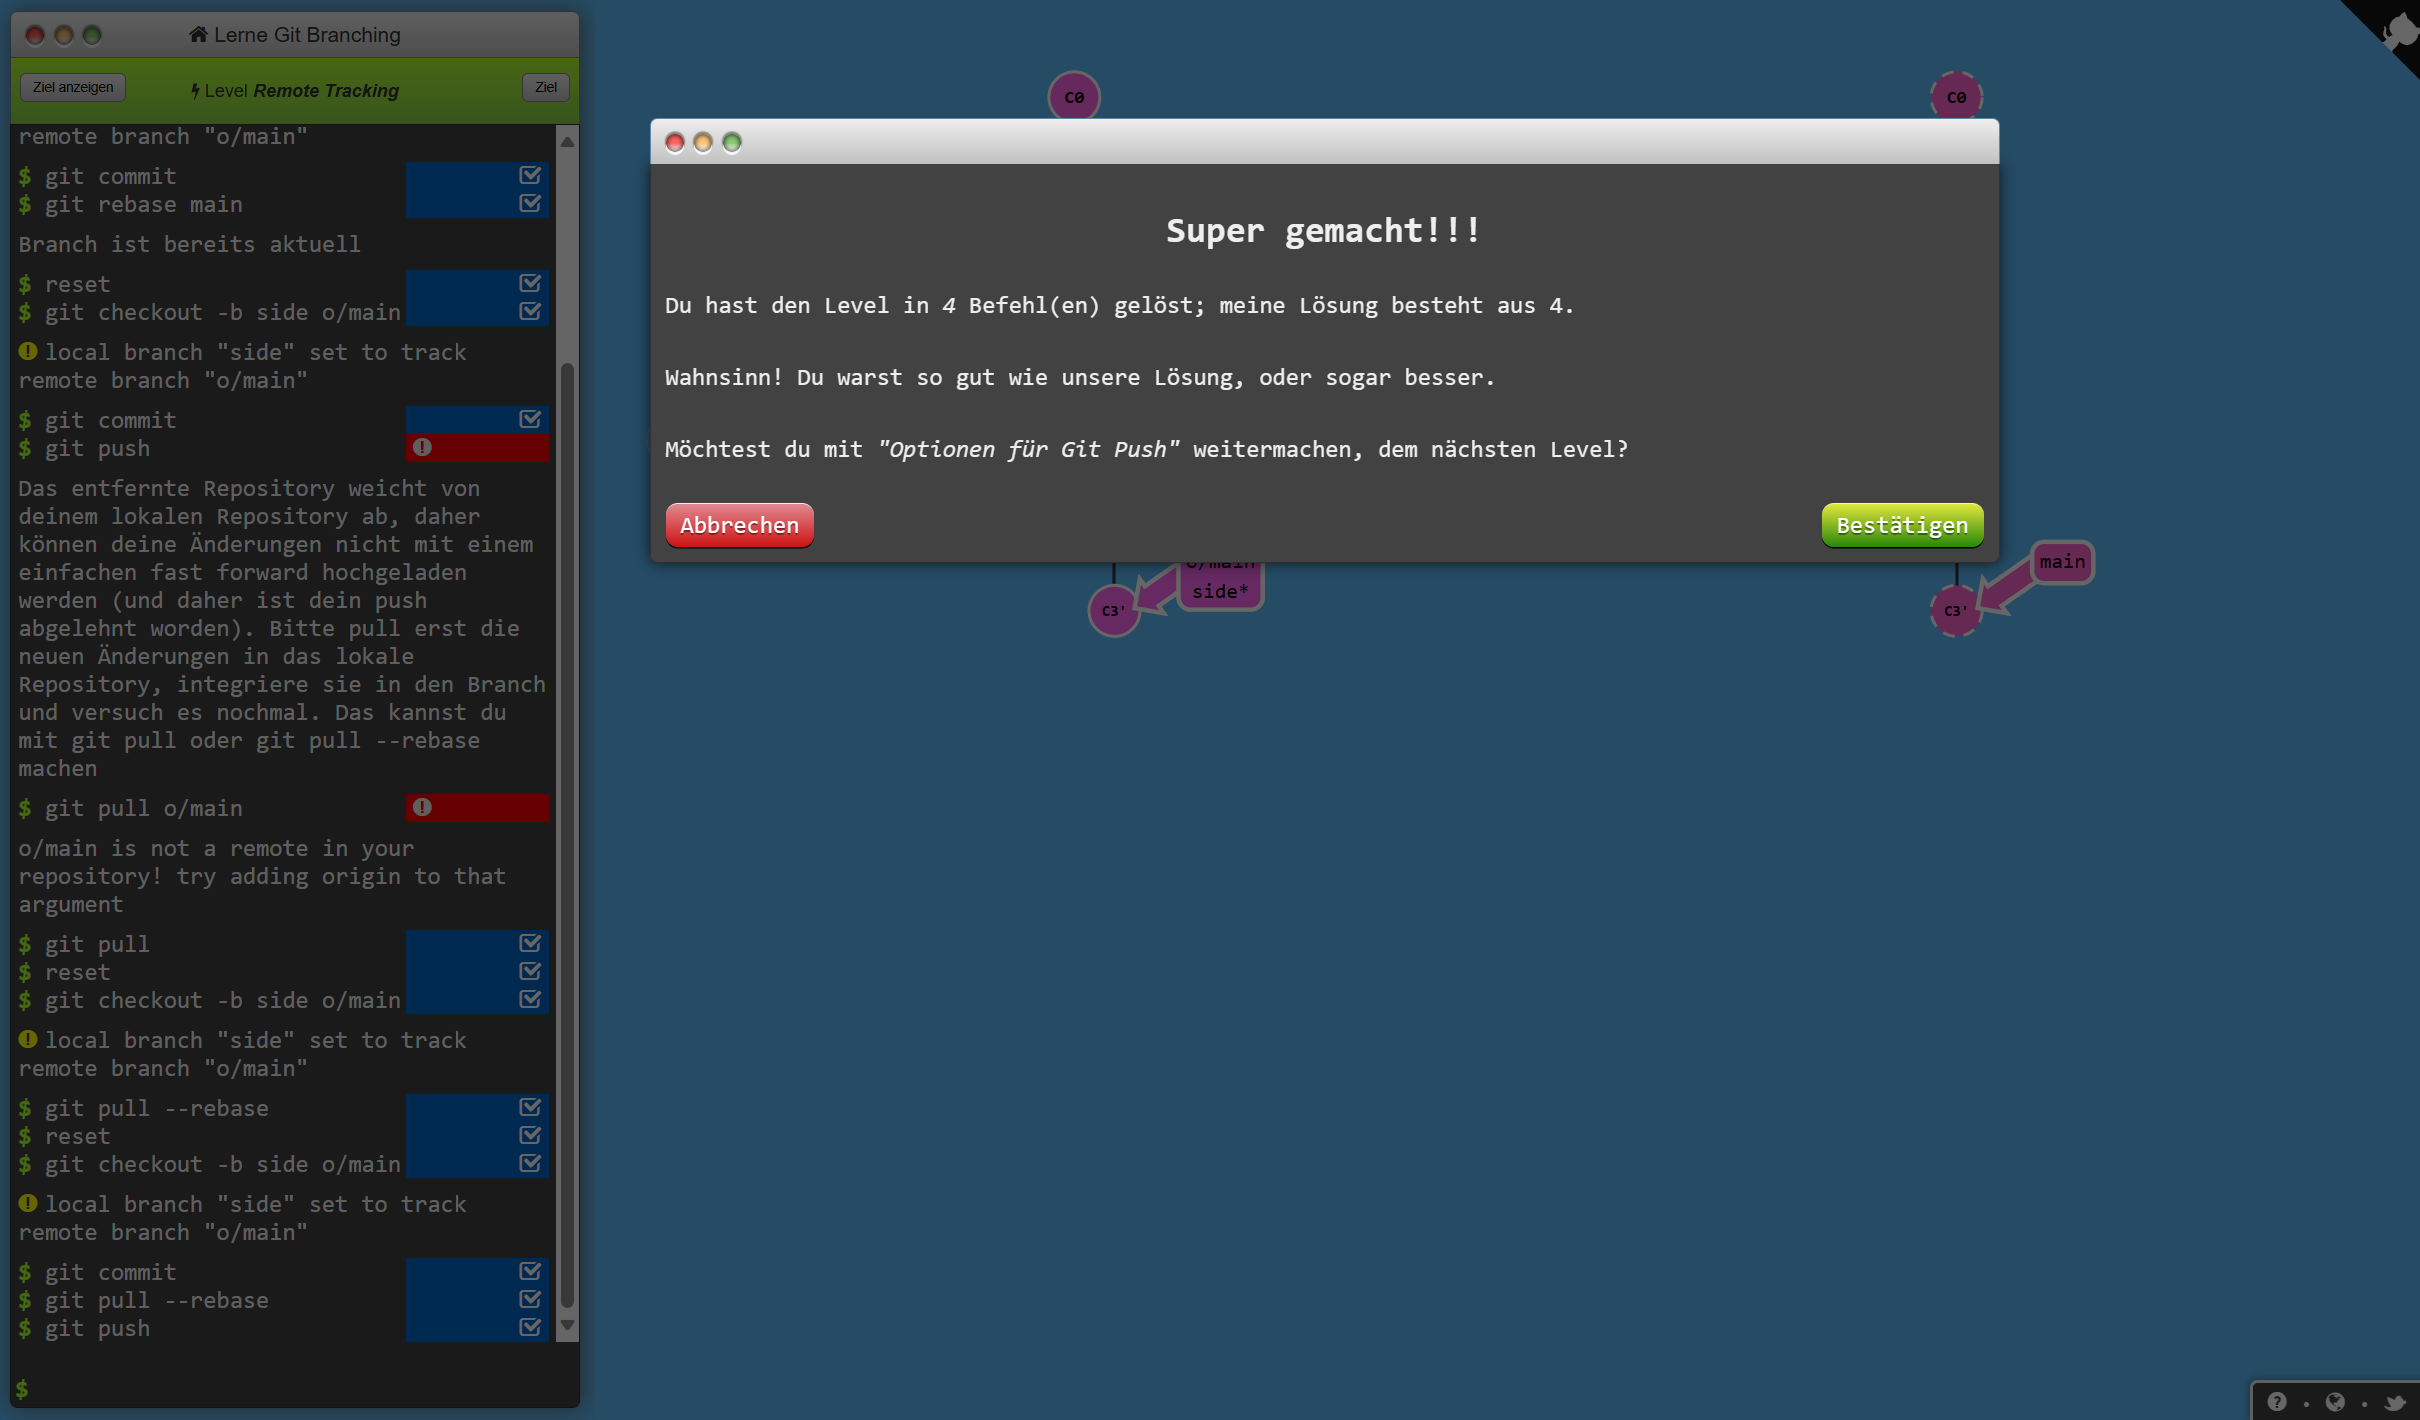 Lerne Git Branching
Ziel anzeigen
Level Remote Tracking
Ziel
remote branch "o/main"
$ git commit
$ git rebase main
Branch ist bereits aktuell
$ reset
$ git checkout -b side o/main
local branch "side" set to track
remote branch "o/main"
$ git commit
$ git push
Das entfernte Repository weicht von
deinem lokalen Repository ab, daher
können deine Änderungen nicht mit einem
einfachen fast forward hochgeladen
werden (und daher ist dein push
abgelehnt worden). Bitte pull erst die
neuen Änderungen in das lokale
Repository, integriere sie in den Branch
und versuch es nochmal. Das kannst du
mit git pull oder git pull --rebase
machen
$ git pull o/main
o/main is not a remote in your
repository! try adding origin to that
argument
$ git pull
$ reset
$ git checkout -b side o/main
local branch "side" set to track
remote branch "o/main"
$ git pull --rebase
$ reset
$ git checkout -b side o/main
local branch "side" set to track
remote branch "o/main"
$ git commit
$ git pull --rebase
$ git push
$
C0
C0
Super gemacht!!!
Du hast den Level in 4 Befehl(en) gelöst; meine Lösung besteht aus 4.
Wahnsinn! Du warst so gut wie unsere Lösung, oder sogar besser.
Möchtest du mit "Optionen für Git Push" weitermachen, dem nächsten Level?
Abbrechen
Bestätigen
o/main
side*
C3'
main
C3'